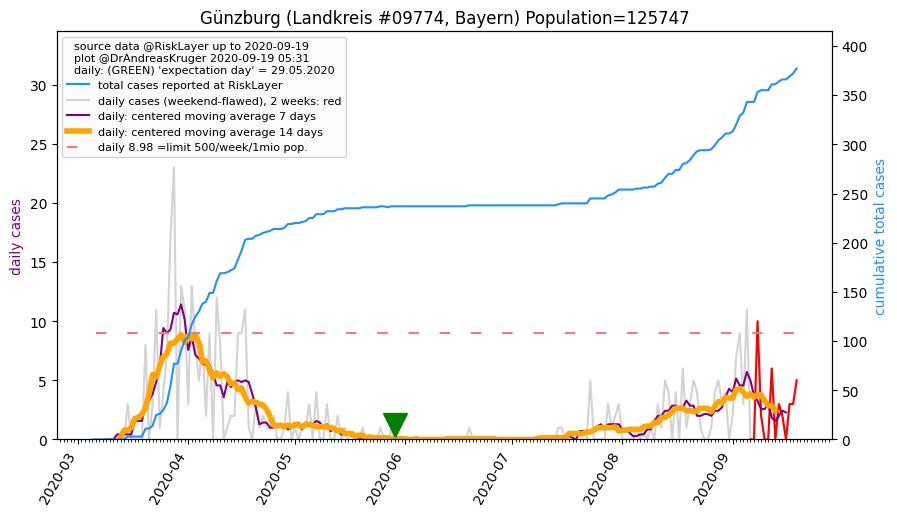 Günzburg (Landkreis #09774, Bayern) Population=125747
source data @RiskLayer up to 2020-09-19
plot @DrAndreasKruger 2020-09-19 05:31
daily: (GREEN) 'expectation day' = 29.05.2020
total cases reported at RiskLayer
daily cases (weekend-flawed), 2 weeks: red
daily: centered moving average 7 days
daily: centered moving average 14 days
daily 8.98 =limit 500/week/1mio pop.
daily cases
30
25
20
15
10
5
0
cumulative total cases
400
350
300
250
200
150
100
50
0
2020-03
2020-04
2020-05
2020-06
2020-07
2020-08
2020-09